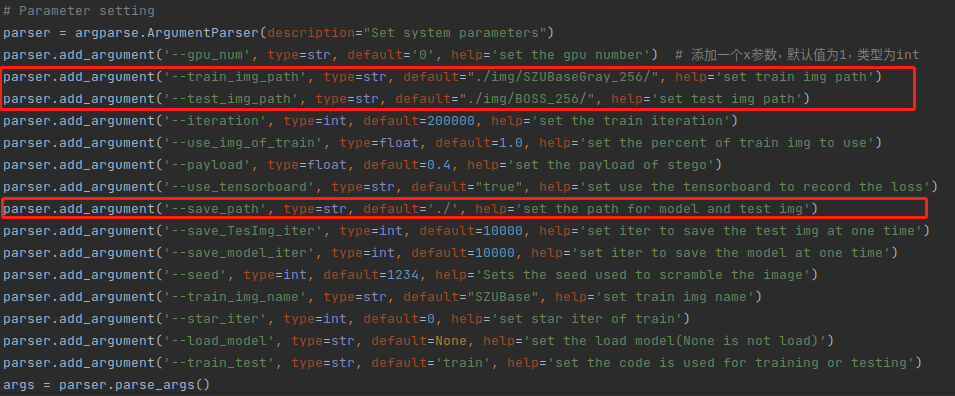 # Parameter setting
parser = argparse.ArgumentParser(description="Set system parameters")
parser.add_argument('--gpu_num', type=str, default='0', help='set the gpu number')  # 添加一个x参数，默认值为1，类型为int
parser.add_argument('--train_img_path', type=str, default="./img/SZUBaseGray_256/", help='set train img path')
parser.add_argument('--test_img_path', type=str, default="./img/BOSS_256/", help='set test img path')
parser.add_argument('--iteration', type=int, default=200000, help='set the train iteration')
parser.add_argument('--use_img_of_train', type=float, default=1.0, help='set the percent of train img to use')
parser.add_argument('--payload', type=float, default=0.4, help='set the payload of stego')
parser.add_argument('--use_tensorboard', type=str, default="true", help='set use the tensorboard to record the loss')
parser.add_argument('--save_path', type=str, default='./', help='set the path for model and test img')
parser.add_argument('--save_TesImg_iter', type=int, default=10000, help='set iter to save the test img at one time')
parser.add_argument('--save_model_iter', type=int, default=10000, help='set iter to save the model at one time')
parser.add_argument('--seed', type=int, default=1234, help='Sets the seed used to scramble the image')
parser.add_argument('--train_img_name', type=str, default="SZUBase", help='set train img name')
parser.add_argument('--star_iter', type=int, default=0, help='set star iter of train')
parser.add_argument('--load_model', type=str, default=None, help='set the load model(None is not load)')
parser.add_argument('--train_test', type=str, default='train', help='set the code is used for training or testing')
args = parser.parse_args()